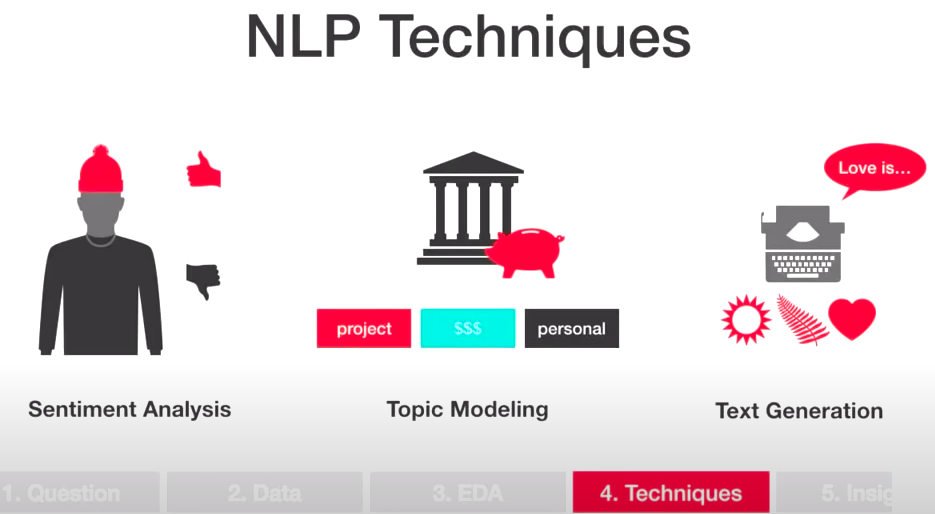 NLP Techniques
Love is...
project
$$$
personal
Sentiment Analysis
Topic Modeling
Text Generation
1. Question
2. Data
3. EDA
4. Techniques
5. Insig